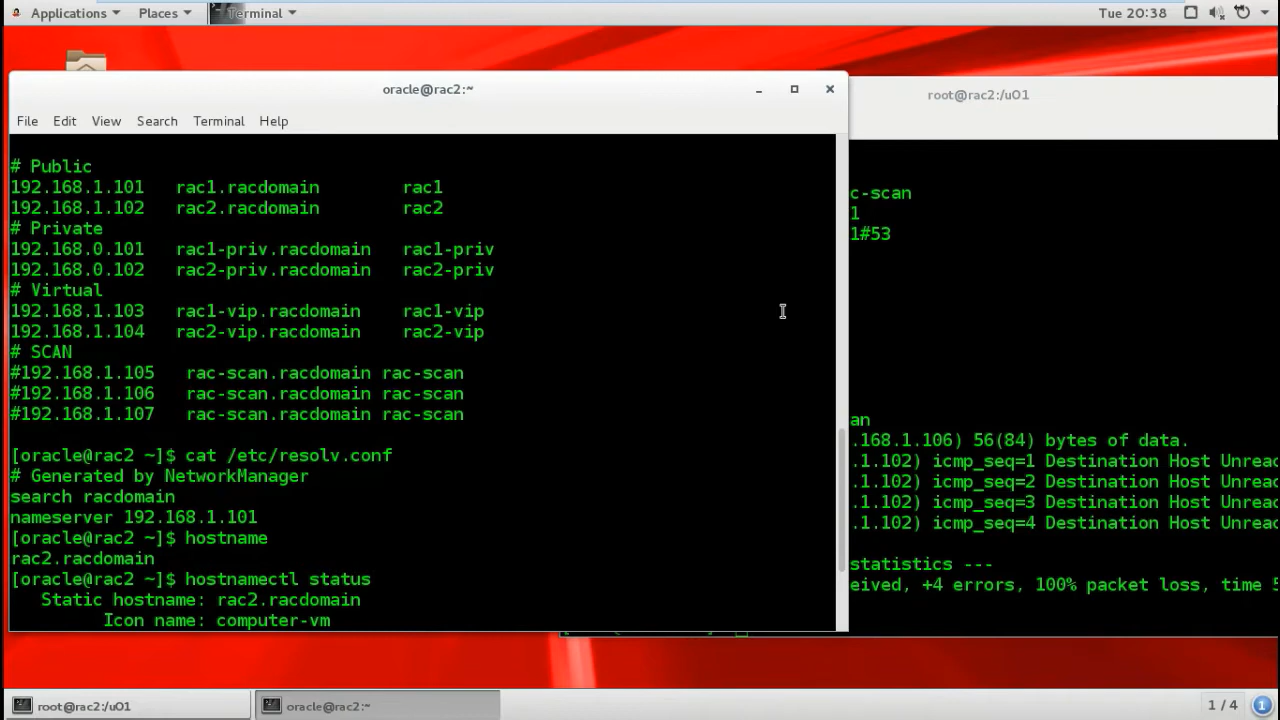 Applications Places Terminal Tue 20:38
oracle@rac2:~
File Edit View Search Terminal Help
# Public
192.168.1.101   rac1.racdomain        rac1
192.168.1.102   rac2.racdomain        rac2
# Private
192.168.0.101   rac1-priv.racdomain   rac1-priv
192.168.0.102   rac2-priv.racdomain   rac2-priv
# Virtual
192.168.1.103   rac1-vip.racdomain    rac1-vip
192.168.1.104   rac2-vip.racdomain    rac2-vip
# SCAN
#192.168.1.105   rac-scan.racdomain rac-scan
#192.168.1.106   rac-scan.racdomain rac-scan
#192.168.1.107   rac-scan.racdomain rac-scan
[oracle@rac2 ~]$ cat /etc/resolv.conf
# Generated by NetworkManager
search racdomain
nameserver 192.168.1.101
[oracle@rac2 ~]$ hostname
rac2.racdomain
[oracle@rac2 ~]$ hostnamectl status
   Static hostname: rac2.racdomain
         Icon name: computer-vm
root@rac2:/u01
c-scan
1
1#53
an
.168.1.106) 56(84) bytes of data.
.1.102) icmp_seq=1 Destination Host Unreac
.1.102) icmp_seq=2 Destination Host Unreac
.1.102) icmp_seq=3 Destination Host Unreac
.1.102) icmp_seq=4 Destination Host Unreac
statistics ---
eived, +4 errors, 100% packet loss, time 5
root@rac2:/u01 oracle@rac2:~ 1 / 4 1